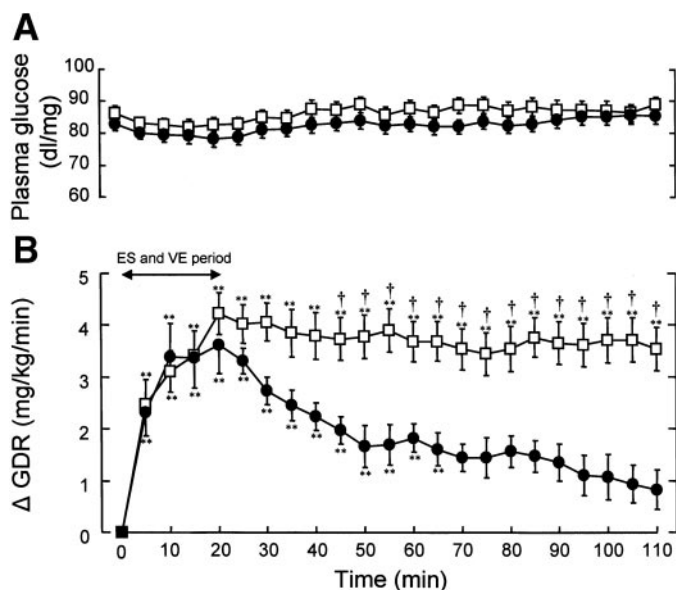 A
Plasma glucose
(dl/mg)
100
90
80
70
60
B
ES and VE period
Δ GDR (mg/kg/min)
5
4
3
2
1
0
** ** ** ** ** ** ** ** ** ** ** ** ** ** ** ** ** ** ** ** ** **
† † † † † † † † † † † † † †
** ** ** ** ** ** ** ** ** ** ** ** **
0 10 20 30 40 50 60 70 80 90 100 110
Time (min)